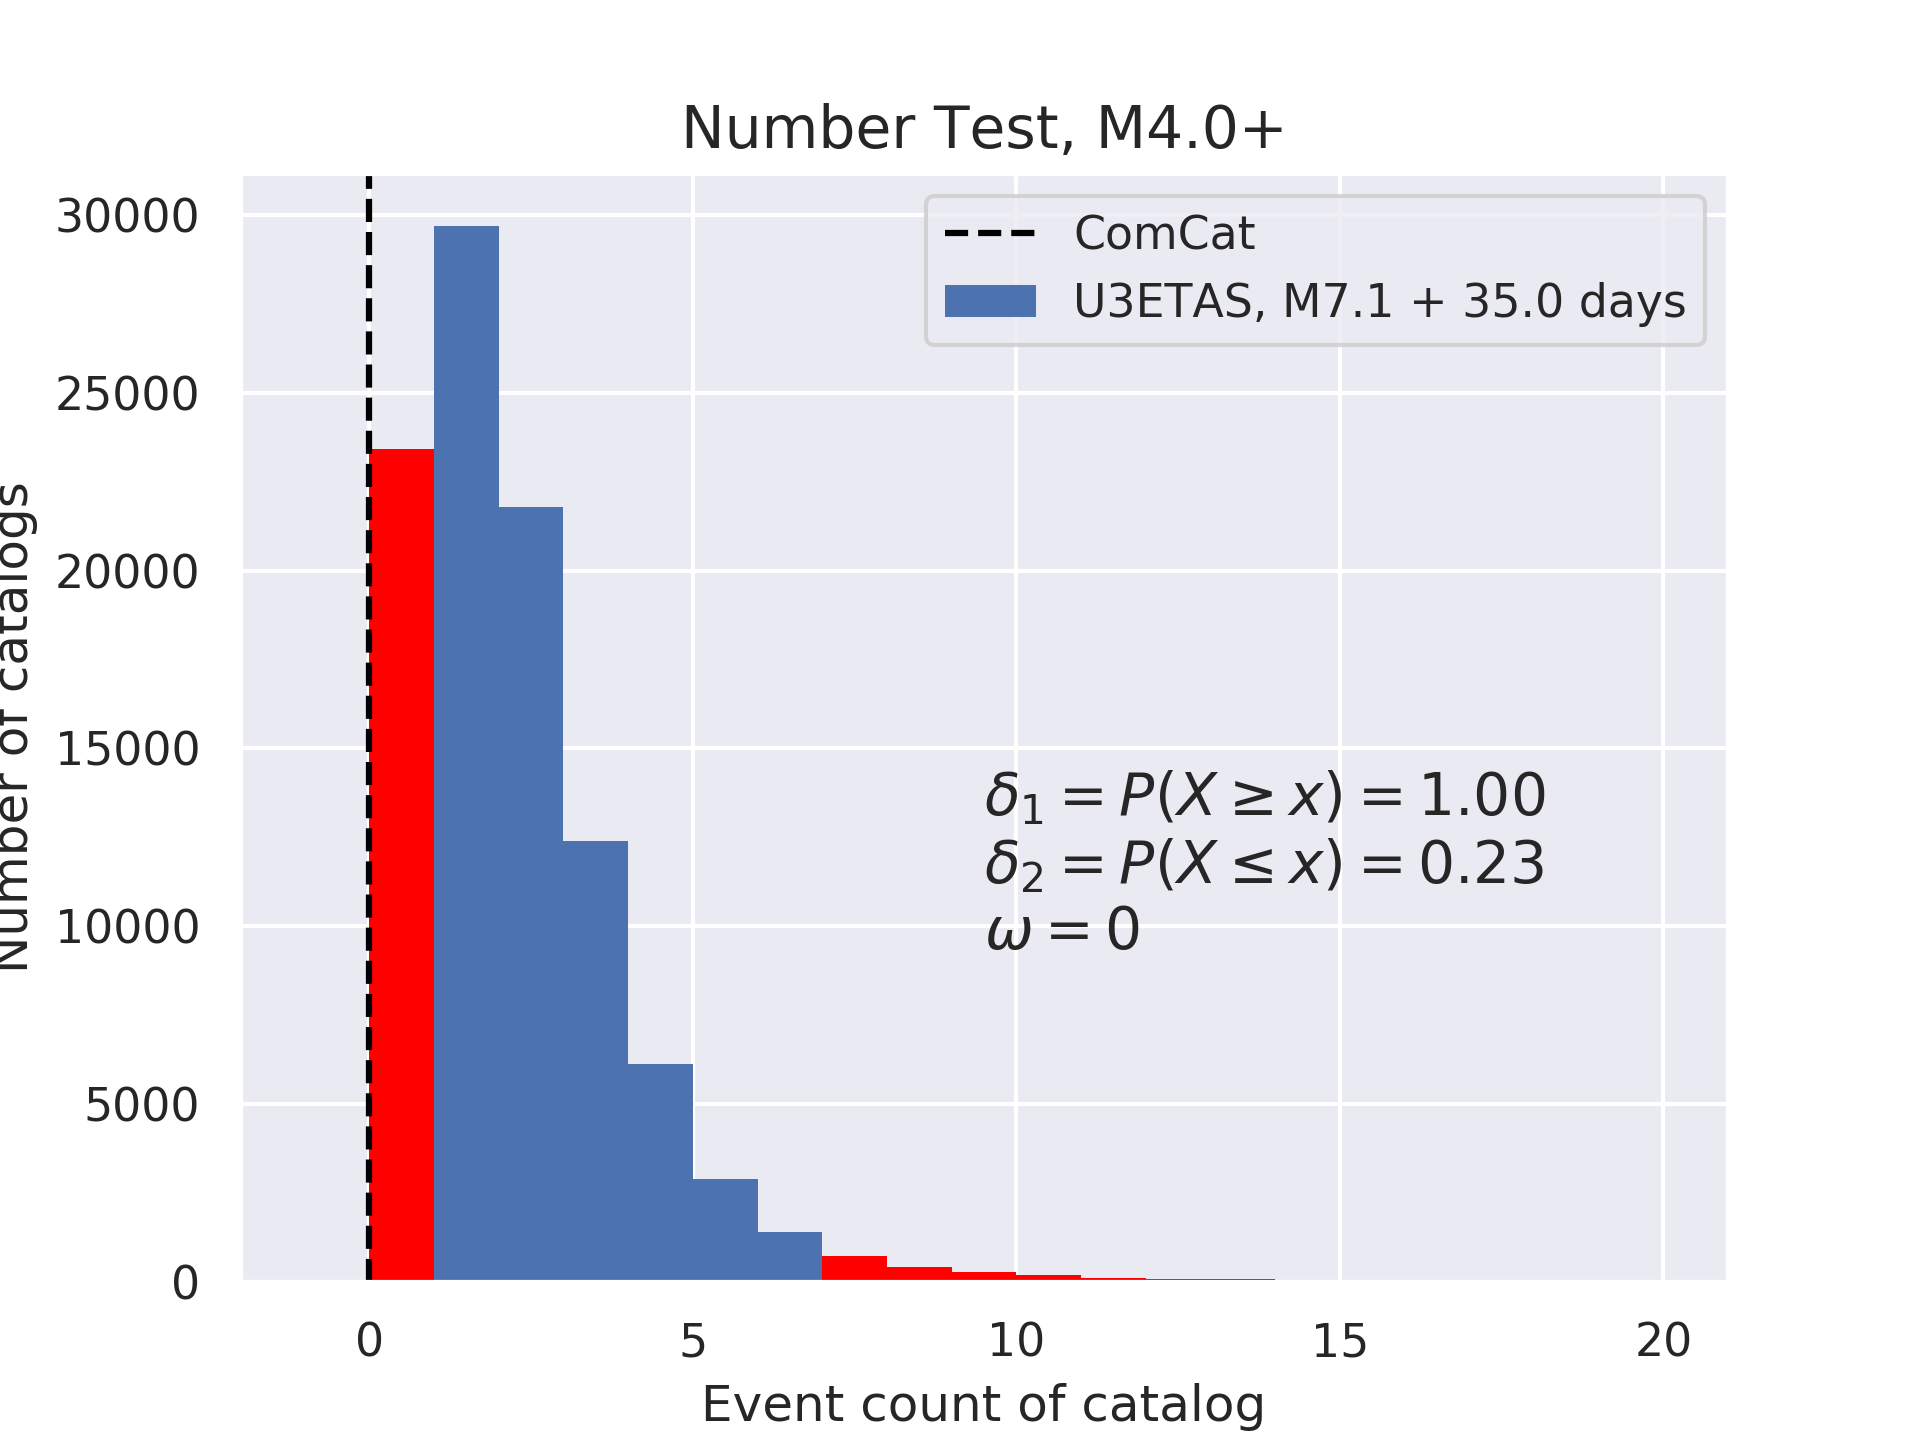 Number Test, M4.0+
ComCat
U3ETAS, M7.1 + 35.0 days
30000
25000
20000
15000
10000
5000
0
Number of catalogs
δ₁ = P(X ≥ x) = 1.00
δ₂ = P(X ≤ x) = 0.23
ω = 0
0 5 10 15 20
Event count of catalog